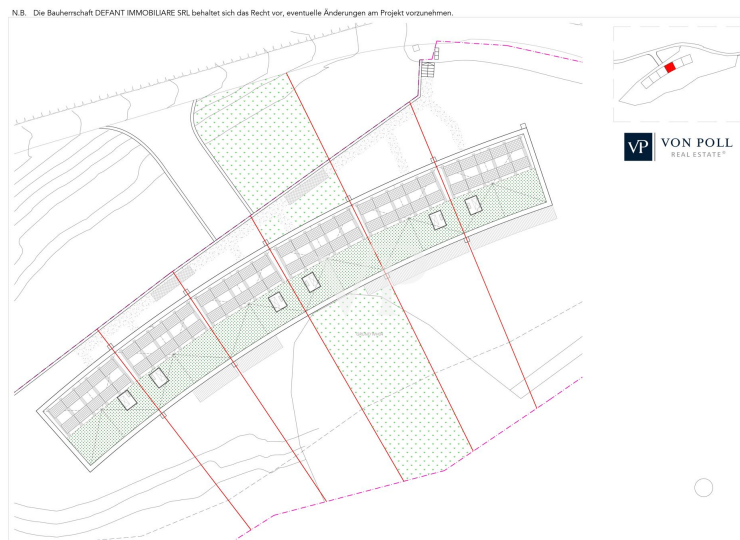 N.B. Die Bauherrschaft DEFANT IMMOBILIARE SRL behaltet sich das Recht vor, eventuelle Änderungen am Projekt vorzunehmen.
VP VON POLL
REAL ESTATE®